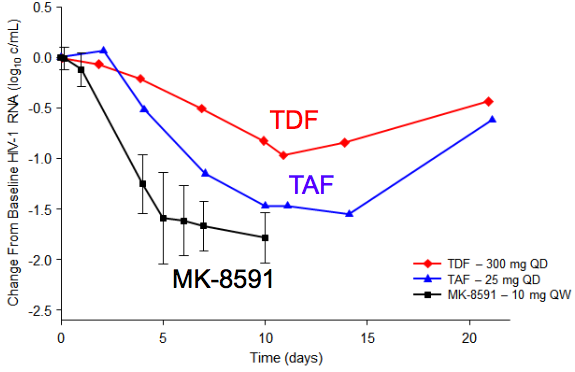 Change From Baseline HIV-1 RNA (log10 c/mL)
0.5
0.0
-0.5
-1.0
-1.5
-2.0
-2.5
TDF
TAF
MK-8591
TDF – 300 mg QD
TAF – 25 mg QD
MK-8591 – 10 mg QW
0 5 10 15 20
Time (days)